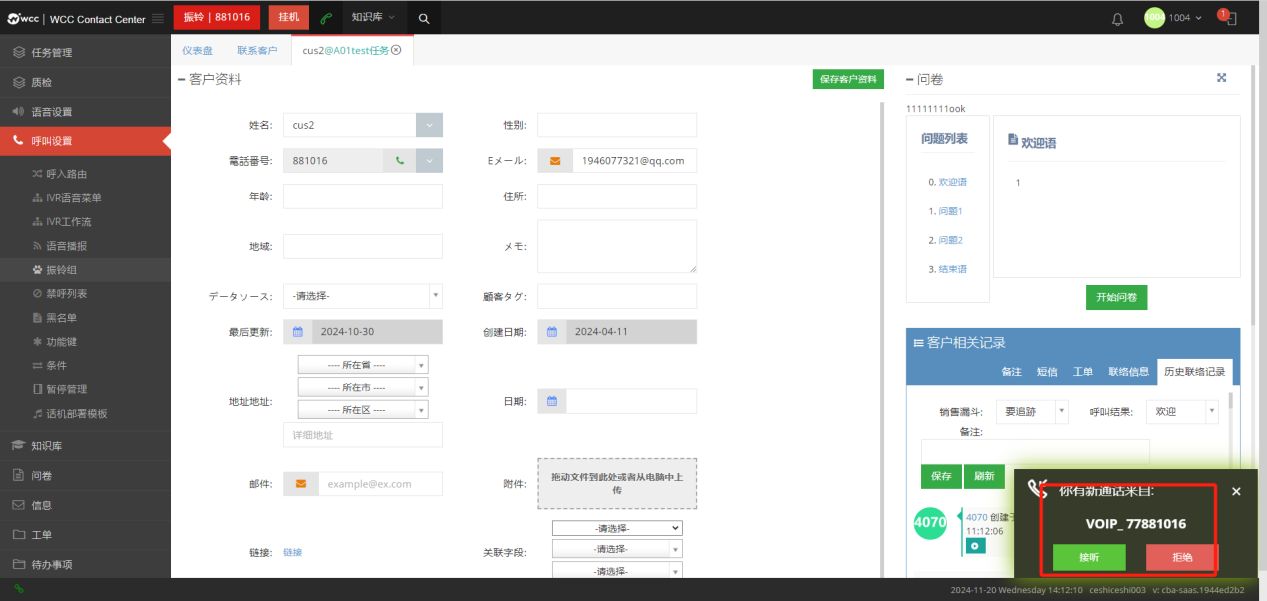 wcc | WCC Contact Center
振铃 | 881016
挂机
知识库
1004
1004
1
任务管理
质检
语音设置
呼叫设置
呼入路由
IVR语音菜单
IVR工作流
语音播报
振铃组
禁呼列表
黑名单
功能键
条件
暂停管理
话机部署模板
知识库
问卷
信息
工单
待办事项
仪表盘
联系客户
cus2@A01test任务
客户资料
保存客户资料
姓名:
cus2
性别:
電話番号:
881016
Eメール:
1946077321@qq.com
年龄:
住所:
地域:
メモ:
データソース:
-请选择-
顧客タグ:
最后更新:
2024-10-30
创建日期:
2024-04-11
地址地址:
---- 所在省 ----
---- 所在市 ----
---- 所在区 ----
详细地址
日期:
邮件:
example@ex.com
附件:
拖动文件到此处或者从电脑中上
传
链接:
链接
关联字段:
-请选择-
-请选择-
-请选择-
问卷
11111111ook
问题列表
0. 欢迎语
1. 问题1
2. 问题2
3. 结束语
欢迎语
1
开始问卷
客户相关记录
备注
短信
工单
联络信息
历史联络记录
销售漏斗:
要追踪
呼叫结果:
欢迎
备注:
保存
刷新
4070
4070 创建于
11:12:06
你有新通话来自:
VOIP_ 77881016
接听
拒绝
2024-11-20 Wednesday 14:12:10
ceshiceshi003
v: cba-saas.1944ed2b2